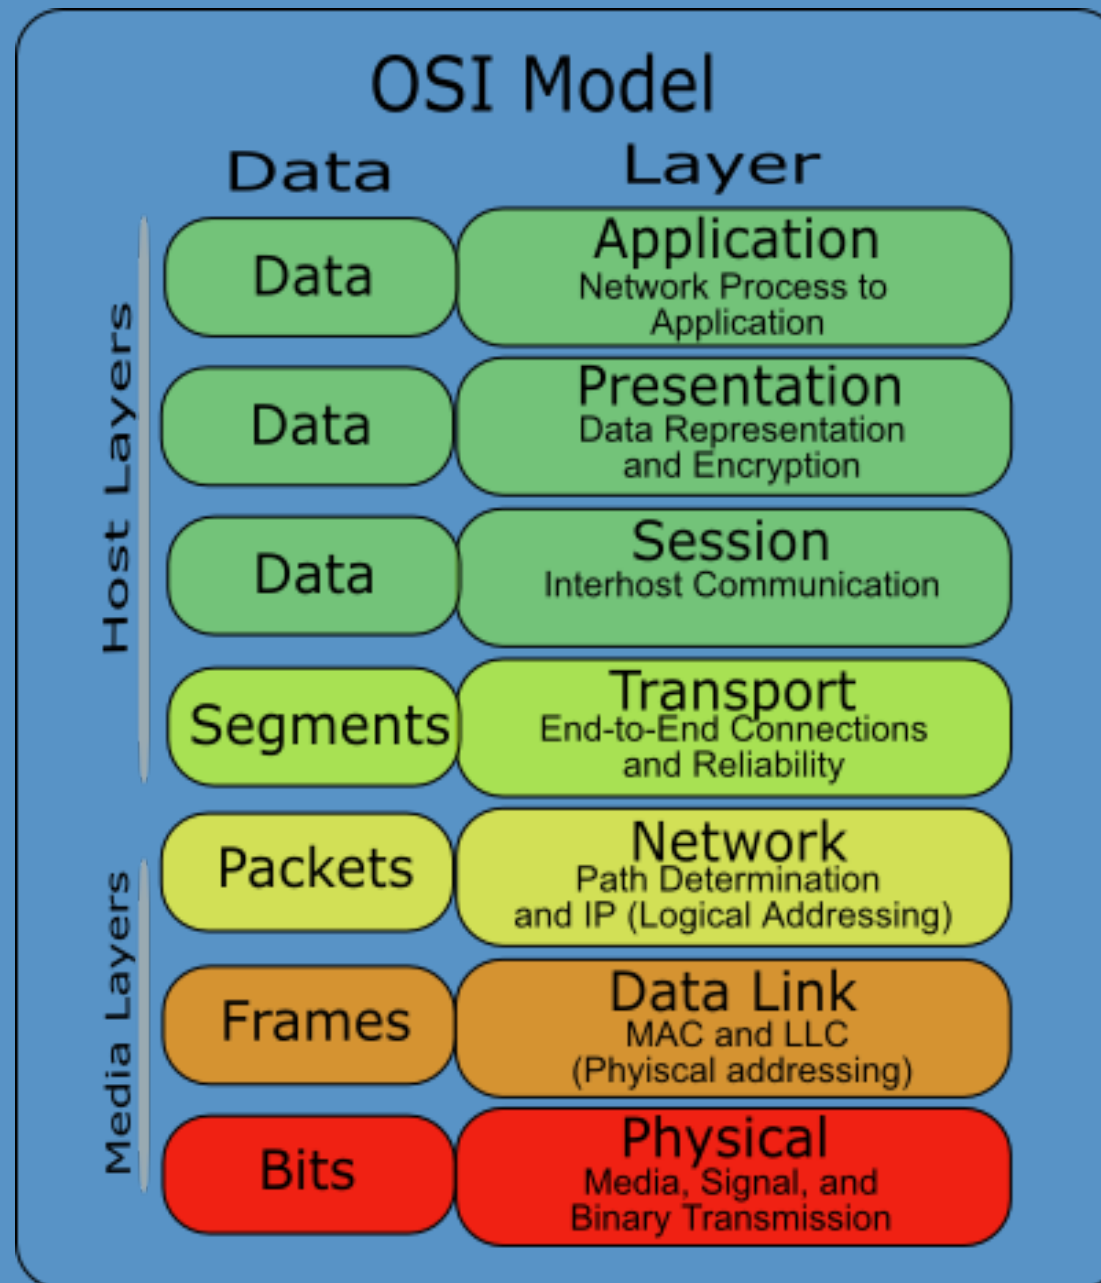 OSI Model
Data
Layer
Host Layers
Data
Application
Network Process to
Application
Data
Presentation
Data Representation
and Encryption
Data
Session
Interhost Communication
Segments
Transport
End-to-End Connections
and Reliability
Media Layers
Packets
Network
Path Determination
and IP (Logical Addressing)
Frames
Data Link
MAC and LLC
(Phyiscal addressing)
Bits
Physical
Media, Signal, and
Binary Transmission